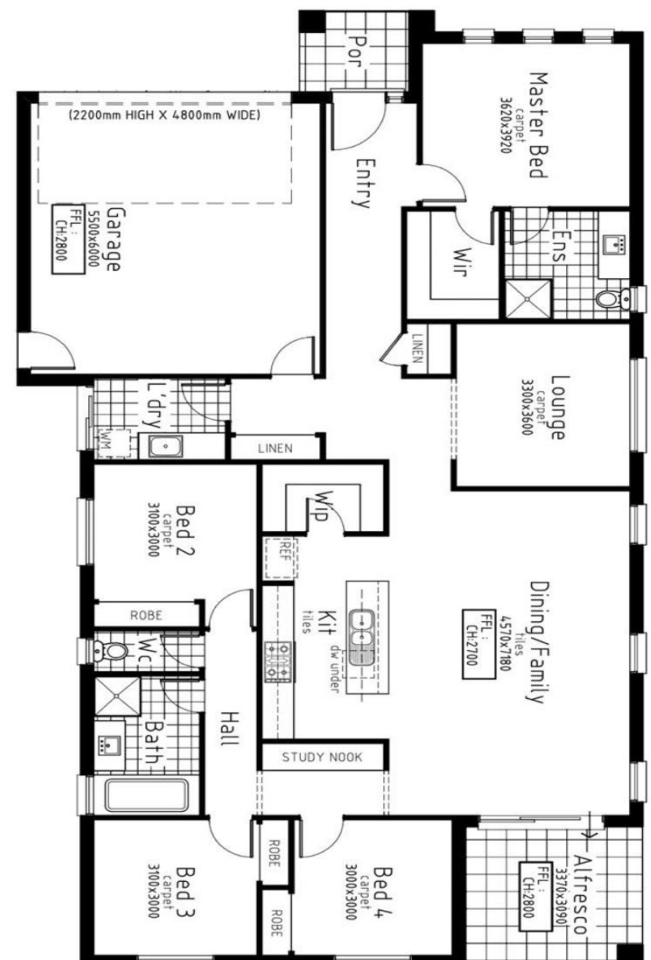 Por
(2200mm HIGH X 4800mm WIDE)
Master Bed
carpet
3620x3920
Entry
Garage
5500x6000
FFL :
CH:2800
Wir
Ens
LINEN
Lounge
carpet
3300x3600
L'dry
WM
LINEN
Wip
Bed 2
carpet
3100x3000
REF
ROBE
Kit
tiles
dw under
Dining/Family
tiles
4570x7180
FFL :
CH:2700
Wc
Bath
Hall
STUDY NOOK
Bed 3
carpet
3100x3000
ROBE
ROBE
Bed 4
carpet
3000x3000
Alfresco
3370x3090
FFL :
CH:2800